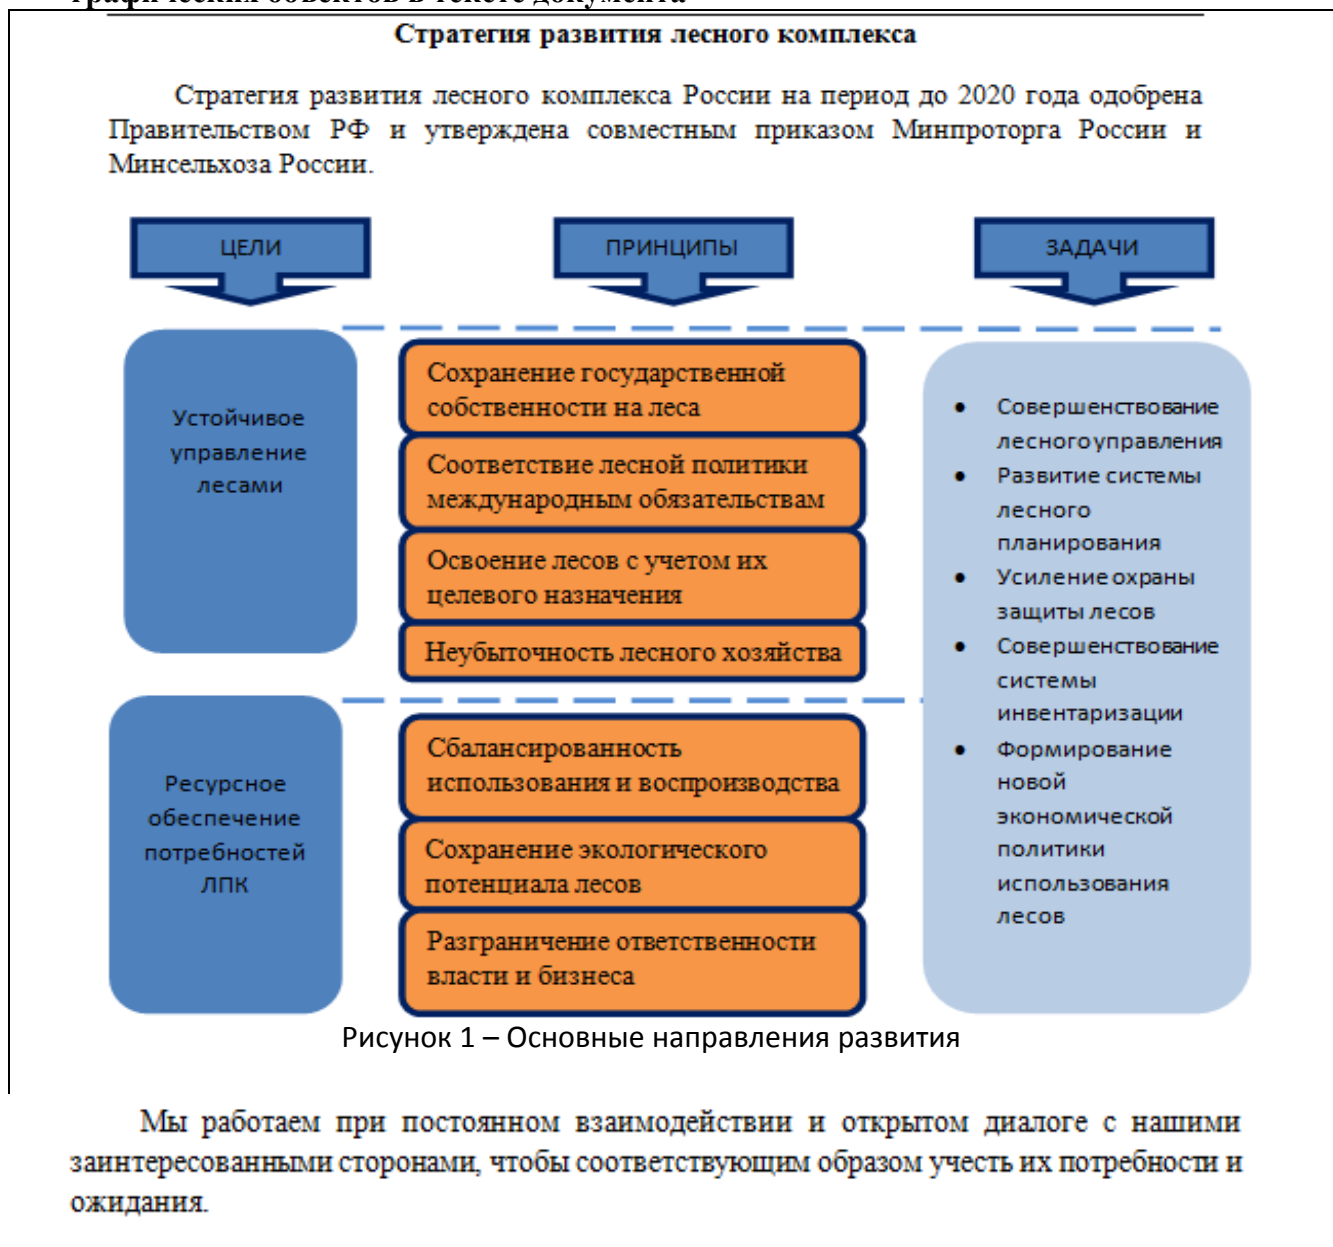 графических объектов в тексте документа
Стратегия развития лесного комплекса
Стратегия развития лесного комплекса России на период до 2020 года одобрена
Правительством РФ и утверждена совместным приказом Минпроторга России и
Минсельхоза России.
ЦЕЛИ
ПРИНЦИПЫ
ЗАДАЧИ
Устойчивое
управление
лесами
Ресурсное
обеспечение
потребностей
ЛПК
Сохранение государственной
собственности на леса
Соответствие лесной политики
международным обязательствам
Освоение лесов с учетом их
целевого назначения
Неубыточность лесного хозяйства
Сбалансированность
использования и воспроизводства
Сохранение экологического
потенциала лесов
Разграничение ответственности
власти и бизнеса
• Совершенствование
лесного управления
• Развитие системы
лесного
планирования
• Усиление охраны
защиты лесов
• Совершенствование
системы
инвентаризации
• Формирование
новой
экономической
политики
использования
лесов
Рисунок 1 – Основные направления развития
Мы работаем при постоянном взаимодействии и открытом диалоге с нашими
заинтересованными сторонами, чтобы соответствующим образом учесть их потребности и
ожидания.